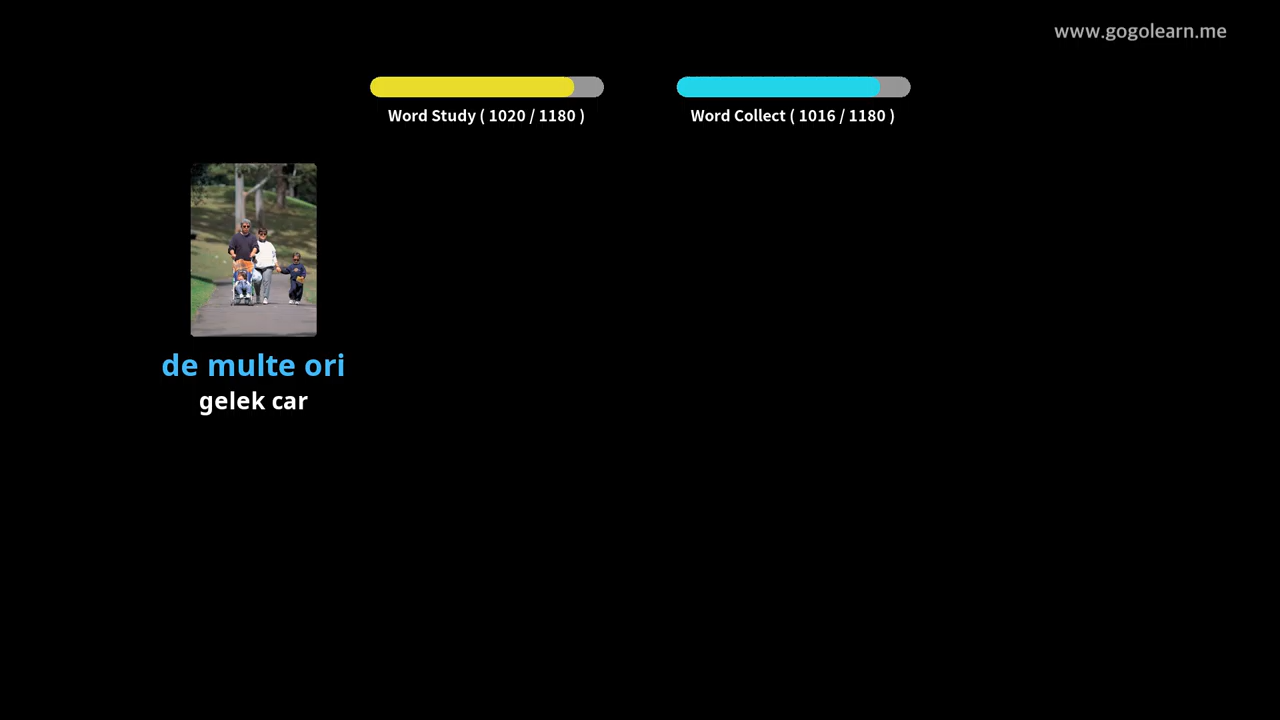 www.gogolearn.me
Word Study ( 1020 / 1180 )
Word Collect ( 1016 / 1180 )
de multe ori
gelek car